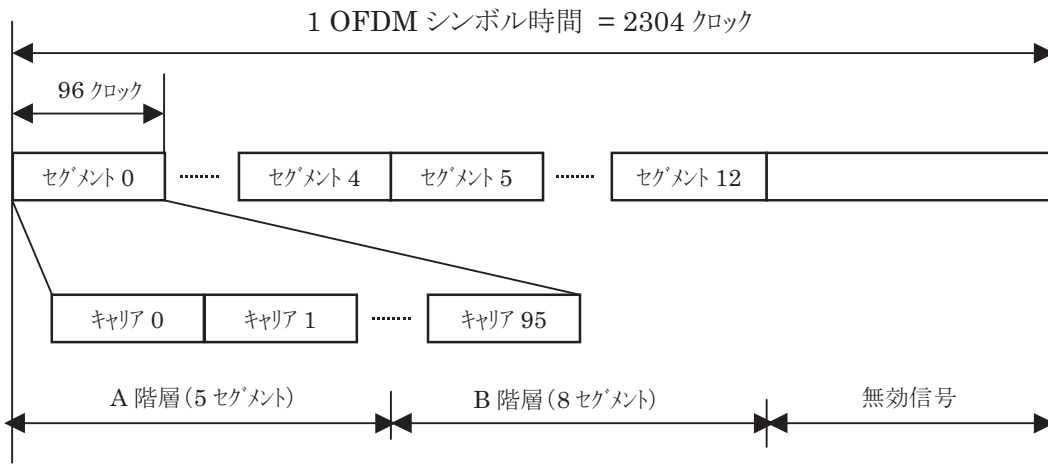 1 OFDM シンボル時間 = 2304 クロック
96 クロック
セグメント 0 ........ セグメント 4 セグメント 5 ........ セグメント 12
キャリア 0 キャリア 1 ........ キャリア 95
A 階層(5 セグメント) B 階層(8 セグメント) 無効信号